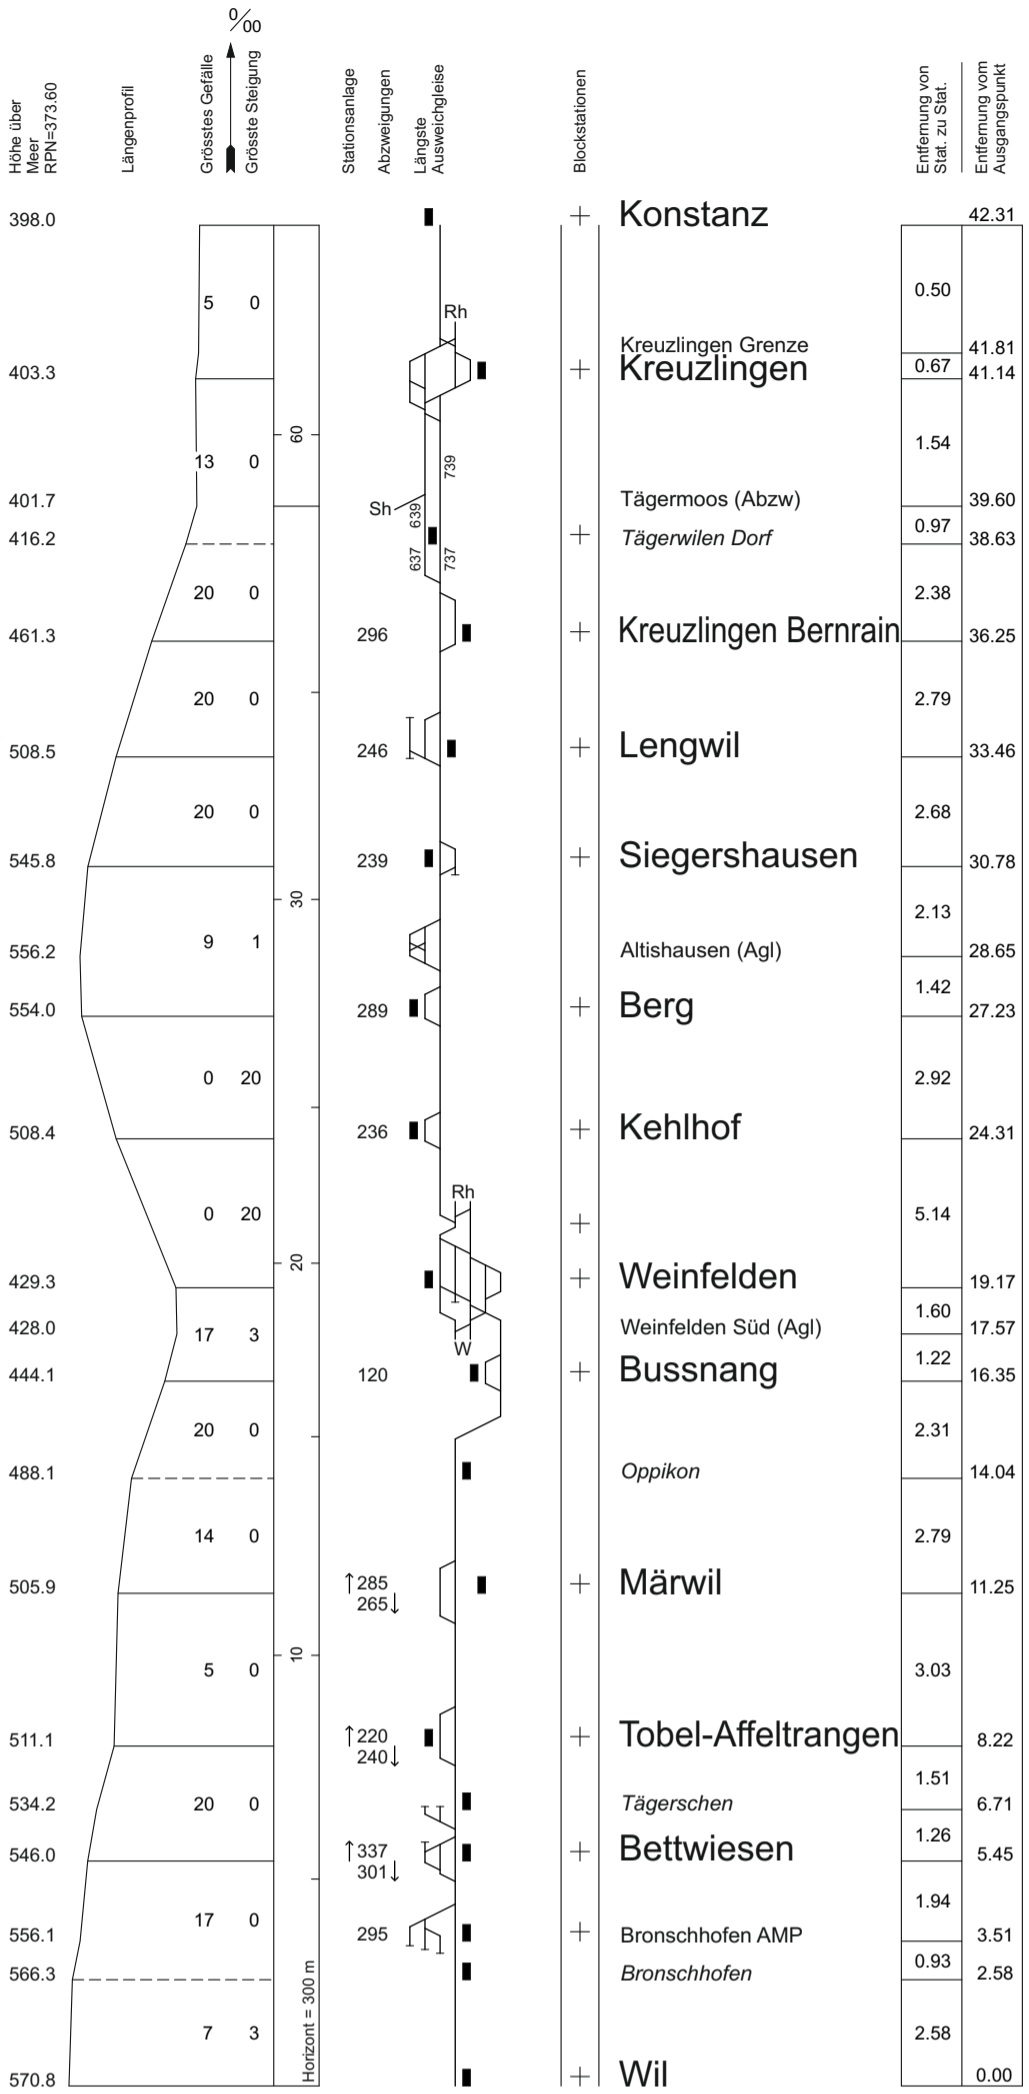 0/00
Höhe über
Meer
RPN=373.60
Längenprofil
Grösstes Gefälle
Grösste Steigung
Stationsanlage
Abzweigungen
Längste
Ausweichgleise
Blockstationen
Entfernung von
Stat. zu Stat.
Entfernung vom
Ausgangspunkt
398.0 Konstanz 42.31
5 0 0.50
Rh
Kreuzlingen Grenze 41.81
403.3 Kreuzlingen 0.67 41.14
60
13 0 739 1.54
401.7 Sh 639 Tägermoos (Abzw) 39.60
0.97
416.2 Tägerwilen Dorf 38.63
637 737
20 0 2.38
461.3 296 Kreuzlingen Bernrain 36.25
20 0 2.79
508.5 246 Lengwil 33.46
20 0 2.68
545.8 239 Siegershausen 30.78
30
9 1 2.13
556.2 Altishausen (Agl) 28.65
1.42
554.0 289 Berg 27.23
0 20 2.92
508.4 236 Kehlhof 24.31
Rh
0 20 5.14
20
429.3 Weinfelden 19.17
1.60
428.0 17 3 Weinfelden Süd (Agl) 17.57
W
1.22
444.1 120 Bussnang 16.35
20 0 2.31
488.1 Oppikon 14.04
14 0 2.79
505.9 ↑285 Märwil 11.25
265↓
10
5 0 3.03
511.1 ↑220 Tobel-Affeltrangen 8.22
240↓
1.51
534.2 20 0 Tägerschen 6.71
1.26
546.0 ↑337 Bettwiesen 5.45
301↓
17 0 1.94
556.1 295 Bronschhofen AMP 3.51
0.93
566.3 Bronschhofen 2.58
Horizont = 300 m
7 3 2.58
570.8 Wil 0.00